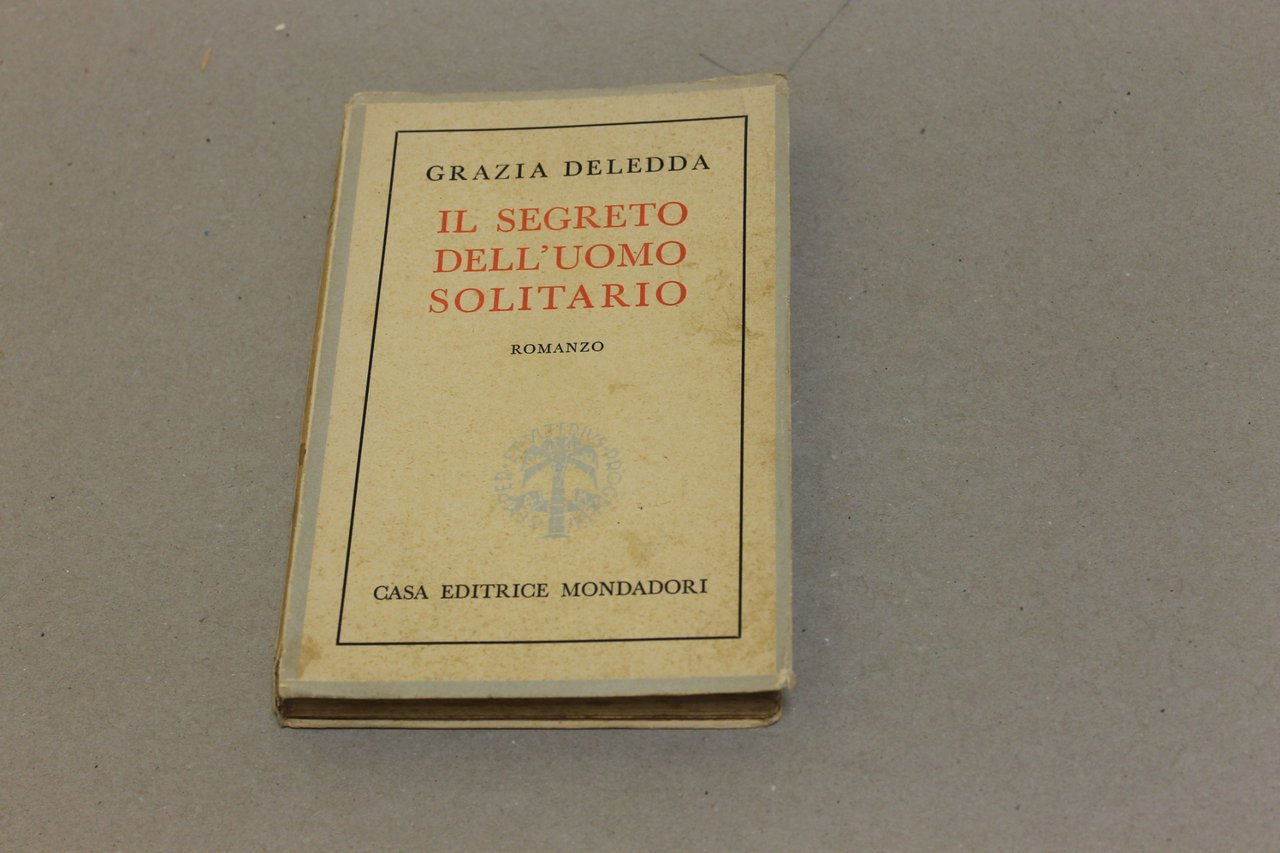 GRAZIA DELEDDA
IL SEGRETO
DELL'UOMO
SOLITARIO
ROMANZO
CASA EDITRICE MONDADORI